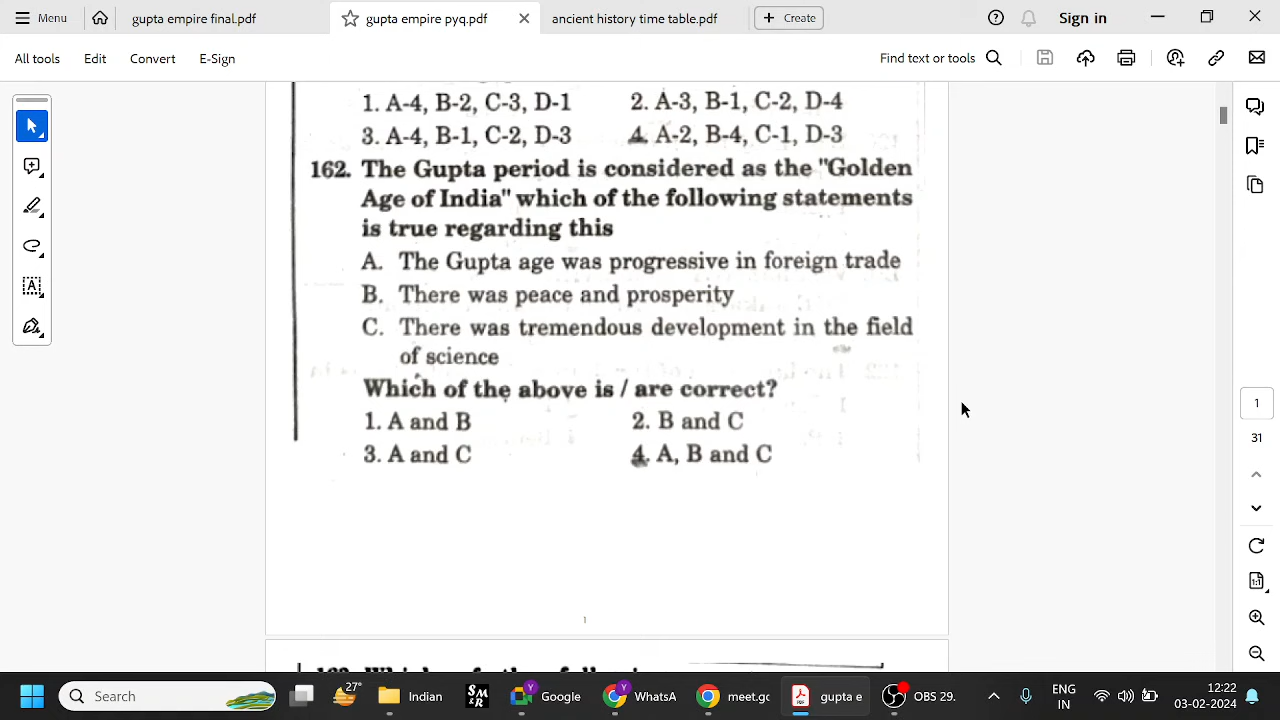 Menu
gupta empire final.pdf
gupta empire pyq.pdf
ancient history time table.pdf
Create
Sign in
All tools
Edit
Convert
E-Sign
Find text or tools
1. A-4, B-2, C-3, D-1 2. A-3, B-1, C-2, D-4
3. A-4, B-1, C-2, D-3 4. A-2, B-4, C-1, D-3
162. The Gupta period is considered as the "Golden
Age of India" which of the following statements
is true regarding this
A. The Gupta age was progressive in foreign trade
B. There was peace and prosperity
C. There was tremendous development in the field
of science
Which of the above is / are correct?
1. A and B 2. B and C
3. A and C 4. A, B and C
1
1
31
Search
27°
Indian
Google
WhatsA
meet.gc
gupta e
OBS 29
ENG
IN
12:22
03-02-2024